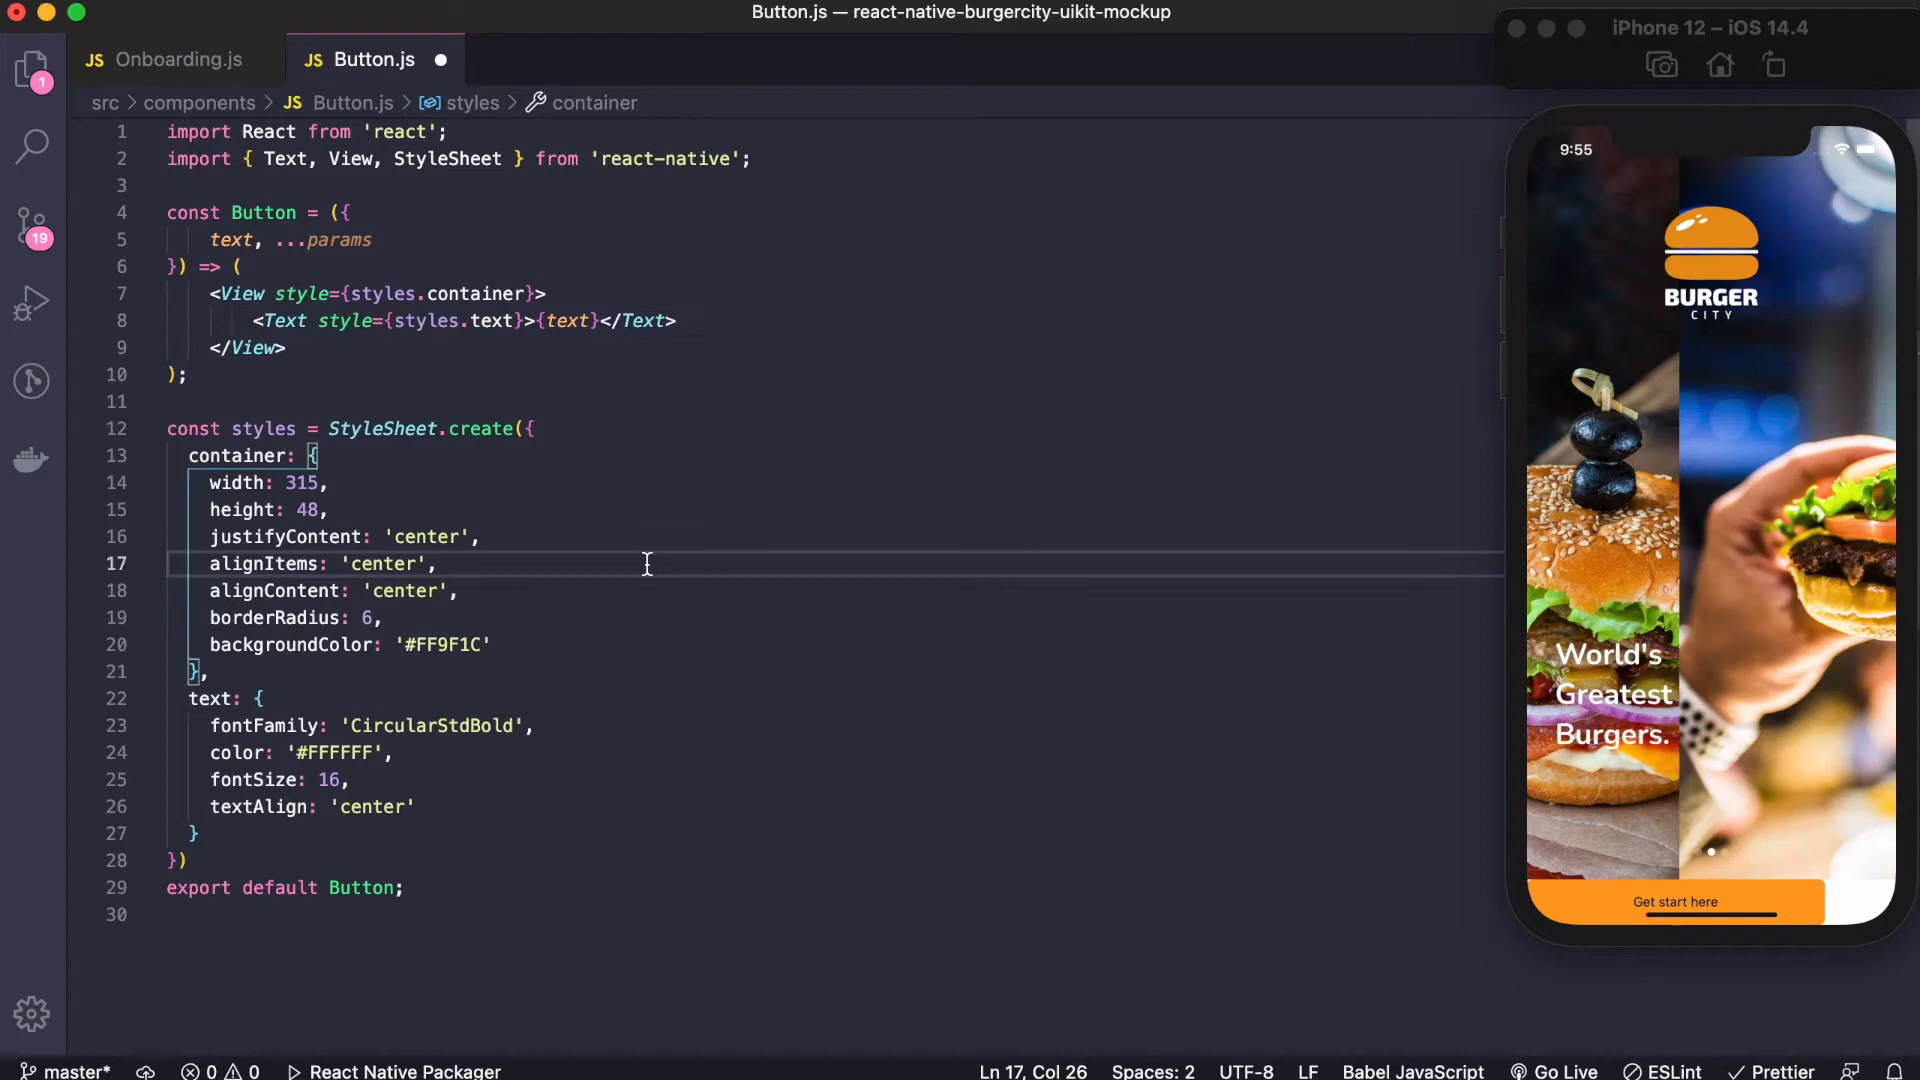 Button.js — react-native-burgercity-uikit-mockup
iPhone 12 – iOS 14.4
JS Onboarding.js
JS Button.js
1
19
src > components > JS Button.js > styles > container
1 import React from 'react';
2 import { Text, View, StyleSheet } from 'react-native';
3
4 const Button = ({
5 text, ...params
6 }) => (
7 <View style={styles.container}>
8 <Text style={styles.text}>{text}</Text>
9 </View>
10 );
11
12 const styles = StyleSheet.create({
13 container: {
14 width: 315,
15 height: 48,
16 justifyContent: 'center',
17 alignItems: 'center',
18 alignContent: 'center',
19 borderRadius: 6,
20 backgroundColor: '#FF9F1C'
21 },
22 text: {
23 fontFamily: 'CircularStdBold',
24 color: '#FFFFFF',
25 fontSize: 16,
26 textAlign: 'center'
27 }
28 })
29 export default Button;
30
9:55
BURGER
CITY
World's
Greatest
Burgers.
Get start here
master* 0 0 React Native Packager Ln 17, Col 26 Spaces: 2 UTF-8 LF Babel JavaScript Go Live ESLint Prettier